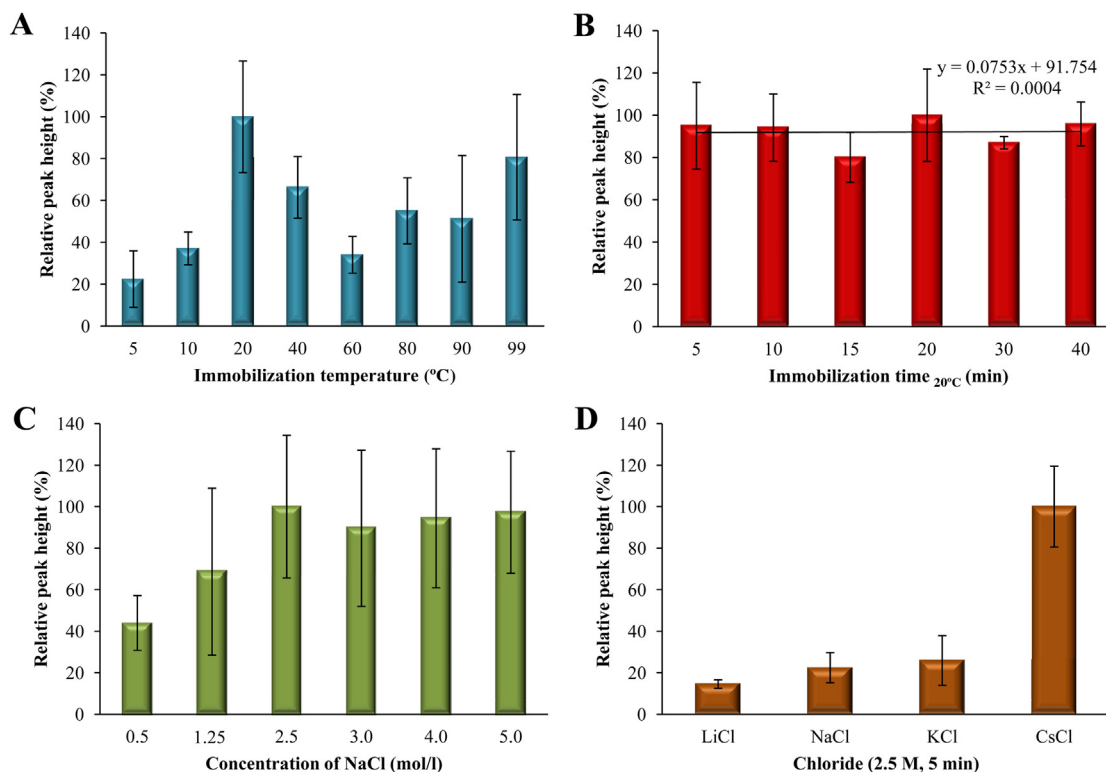 A
Relative peak height (%)
140
120
100
80
60
40
20
0
5 10 20 40 60 80 90 99
Immobilization temperature (ºC)
B
Relative peak height (%)
140
120
100
80
60
40
20
0
y = 0.0753x + 91.754
R² = 0.0004
5 10 15 20 30 40
Immobilization time 20ºC (min)
C
Relative peak height (%)
140
120
100
80
60
40
20
0
0.5 1.25 2.5 3.0 4.0 5.0
Concentration of NaCl (mol/l)
D
Relative peak height (%)
140
120
100
80
60
40
20
0
LiCl NaCl KCl CsCl
Chloride (2.5 M, 5 min)